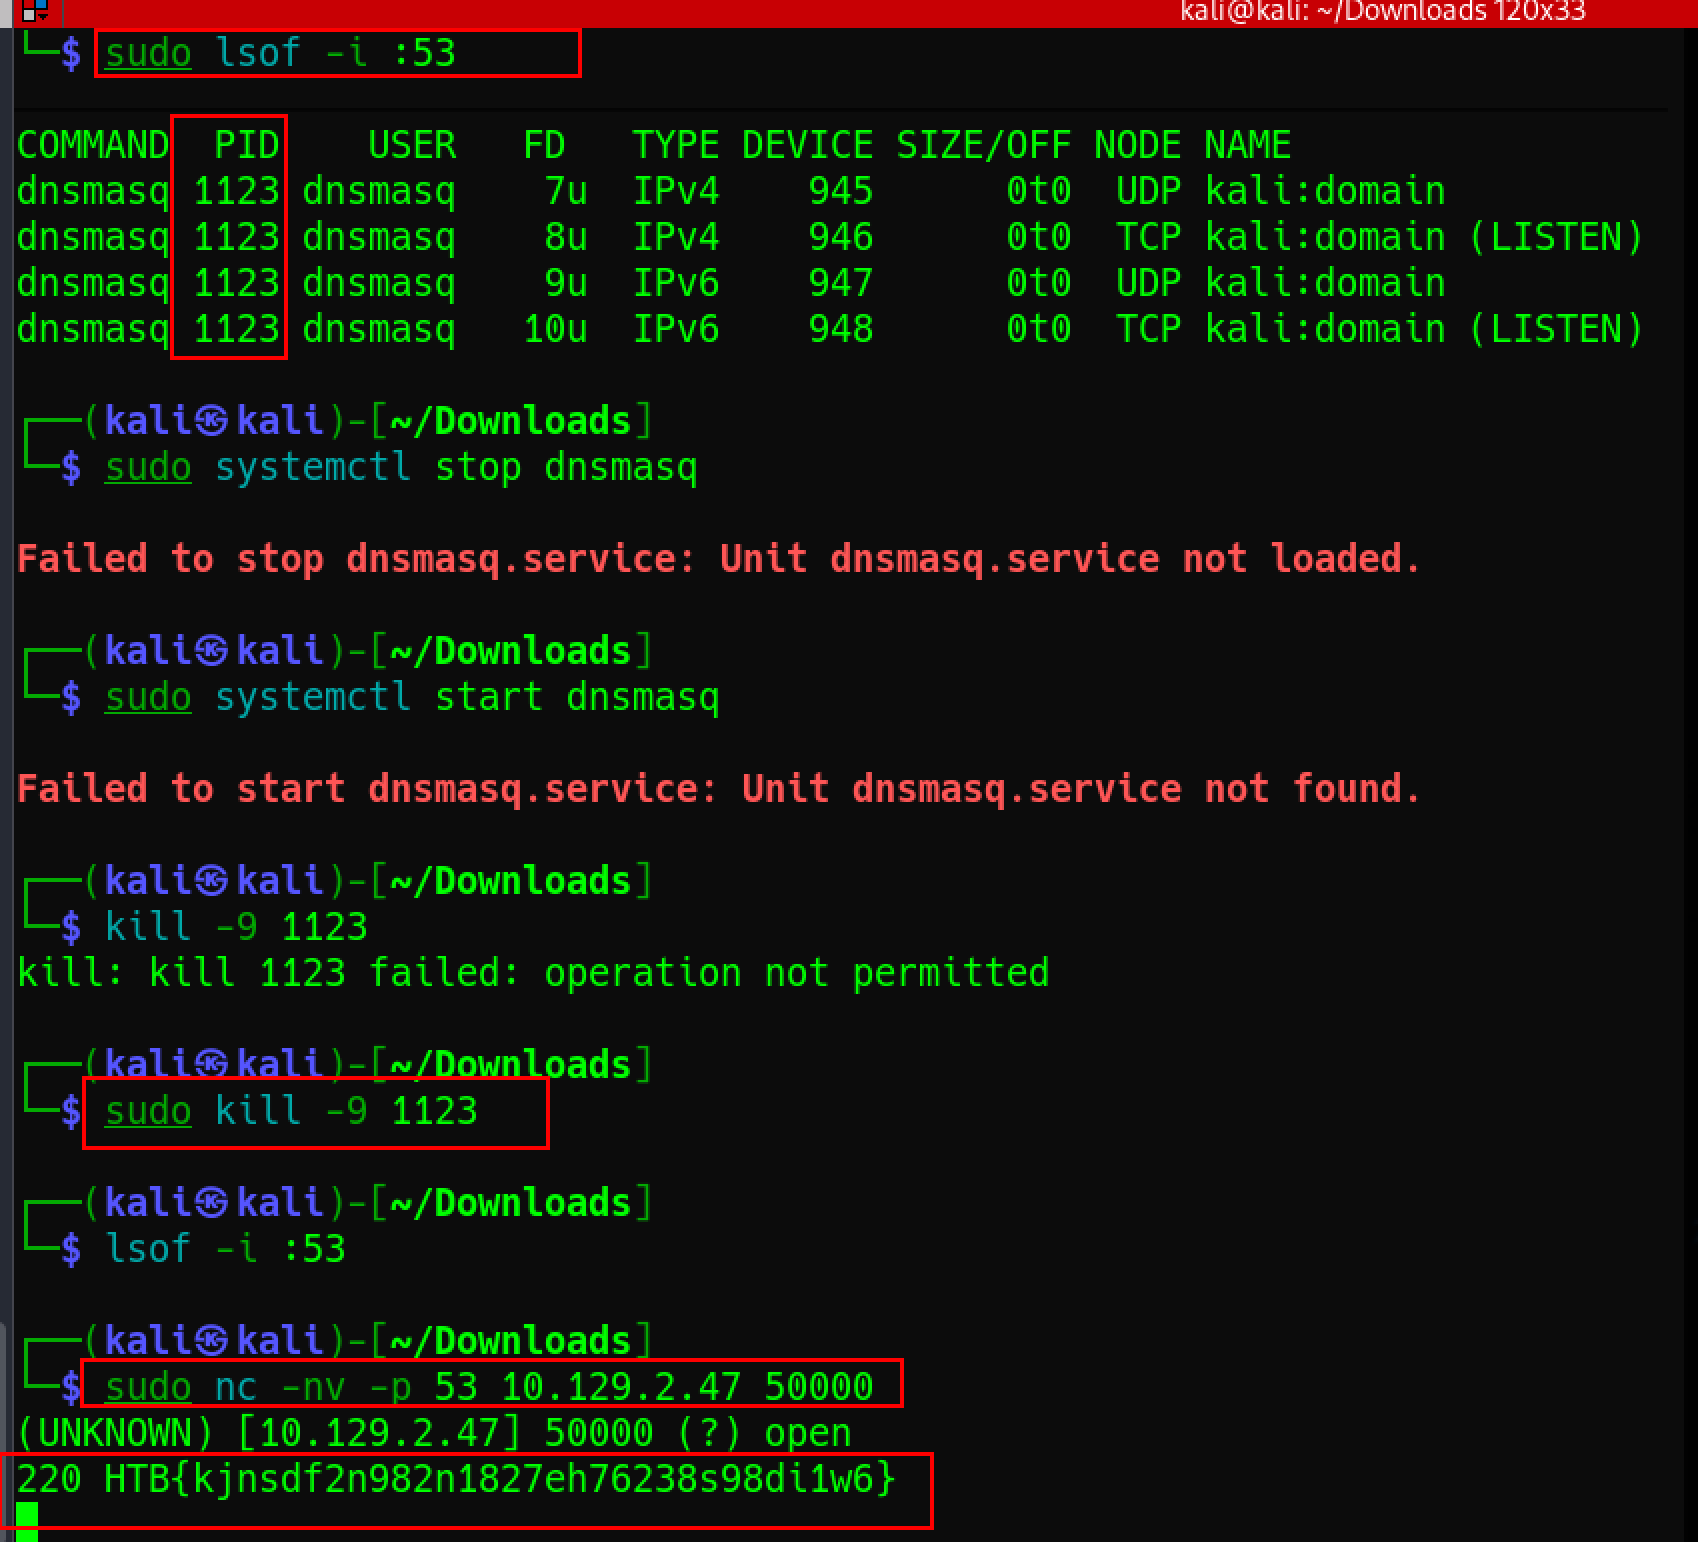 kali@kali: ~/Downloads 120x33
└─$ sudo lsof -i :53
COMMAND  PID    USER   FD   TYPE DEVICE SIZE/OFF NODE NAME
dnsmasq 1123 dnsmasq    7u  IPv4    945      0t0  UDP kali:domain
dnsmasq 1123 dnsmasq    8u  IPv4    946      0t0  TCP kali:domain (LISTEN)
dnsmasq 1123 dnsmasq    9u  IPv6    947      0t0  UDP kali:domain
dnsmasq 1123 dnsmasq   10u  IPv6    948      0t0  TCP kali:domain (LISTEN)
┌──(kali㉿kali)-[~/Downloads]
└─$ sudo systemctl stop dnsmasq
Failed to stop dnsmasq.service: Unit dnsmasq.service not loaded.
┌──(kali㉿kali)-[~/Downloads]
└─$ sudo systemctl start dnsmasq
Failed to start dnsmasq.service: Unit dnsmasq.service not found.
┌──(kali㉿kali)-[~/Downloads]
└─$ kill -9 1123
kill: kill 1123 failed: operation not permitted
┌──(kali㉿kali)-[~/Downloads]
└─$ sudo kill -9 1123
┌──(kali㉿kali)-[~/Downloads]
└─$ lsof -i :53
┌──(kali㉿kali)-[~/Downloads]
└─$ sudo nc -nv -p 53 10.129.2.47 50000
(UNKNOWN) [10.129.2.47] 50000 (?) open
220 HTB{kjnsdf2n982n1827eh76238s98di1w6}